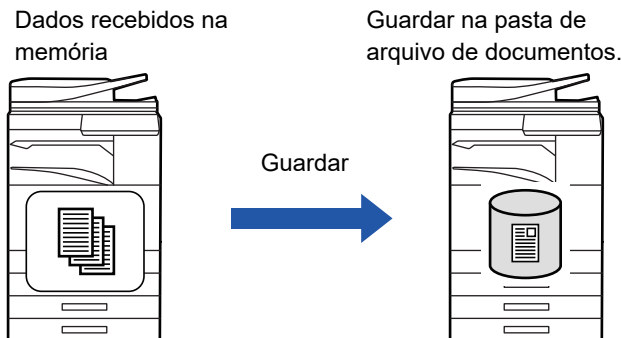 Dados recebidos na
memória
Guardar na pasta de
arquivo de documentos.
Guardar